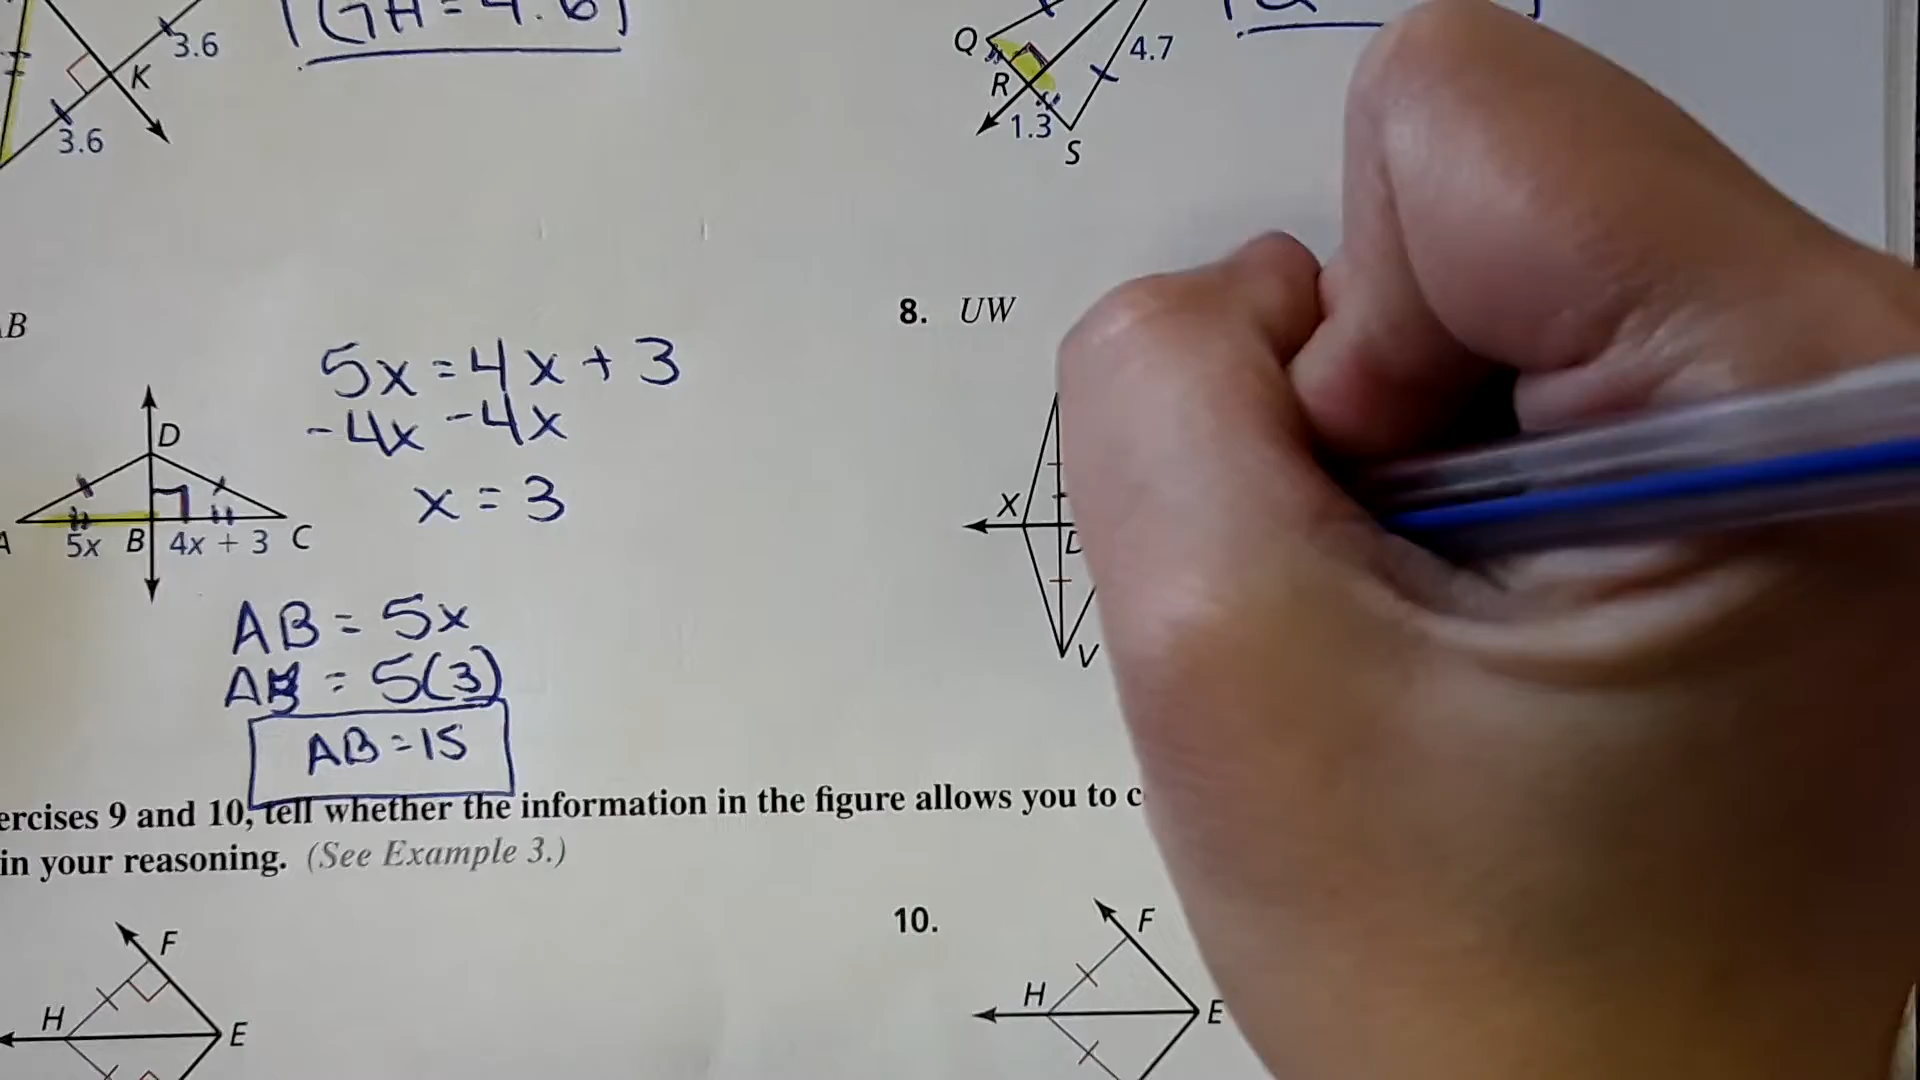 GH = 4.6
3.6
K
3.6
Q
4.7
R
1.3
S
B
5x = 4x + 3
-4x -4x
x = 3
D
5x B 4x + 3 C
AB = 5x
AB = 5(3)
AB = 15
8. UW
X
V
9 and 10, tell whether the information in the figure allows you to
in your reasoning. (See Example 3.)
F
H
E
10.
F
H
E